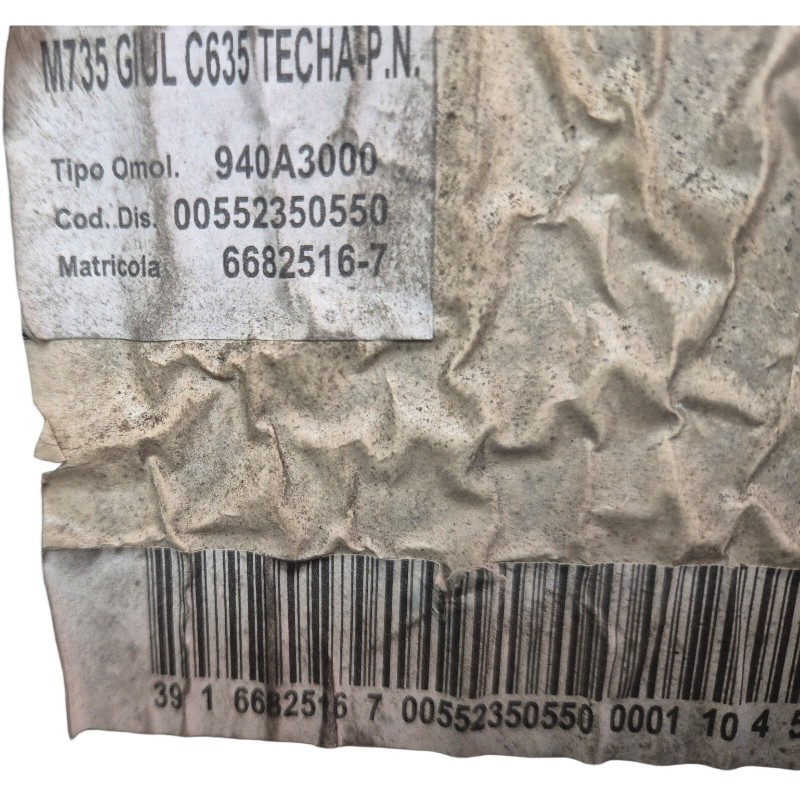 M735 GIUL C635 TECHA-P.N.
Tipo Omol. 940A3000
Cod. Dis. 00552350550
Matricola 6682516-7
39 1 6682516 7 00552350550 0001 10 4 5